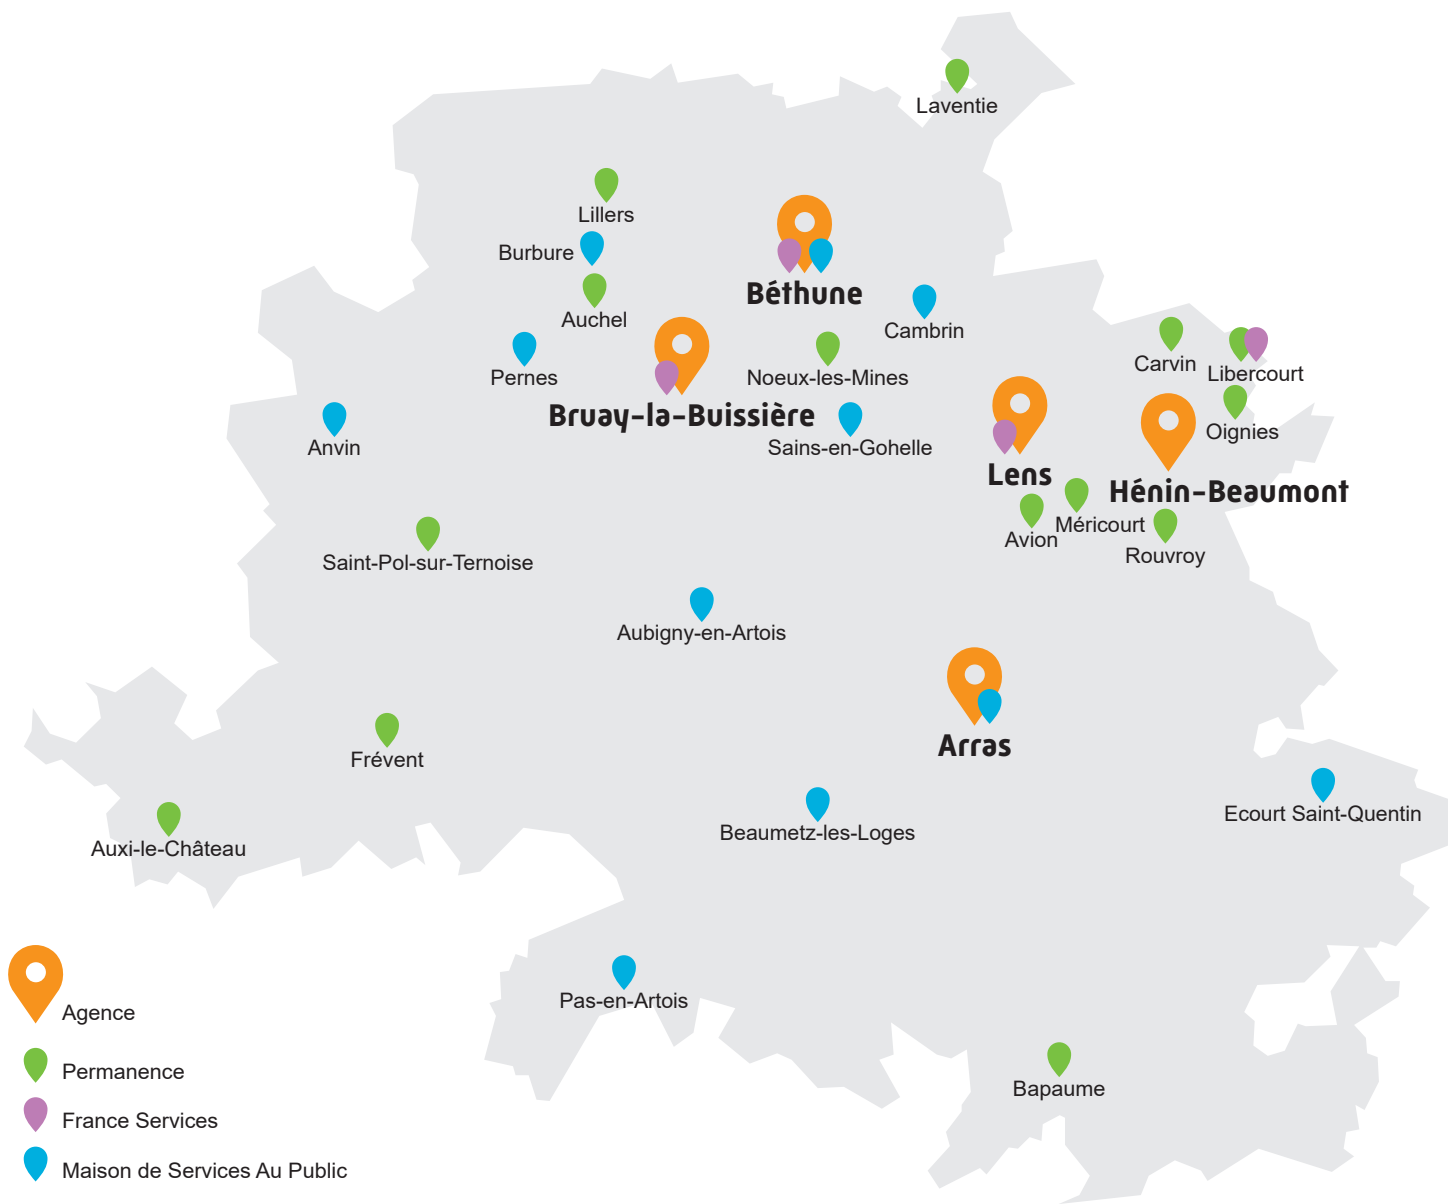 Laventie
Lillers
Burbure
Béthune
Auchel
Cambrin
Carvin
Libercourt
Pernes
Noeux-les-Mines
Bruay-la-Buissière
Oignies
Anvin
Sains-en-Gohelle
Lens
Hénin-Beaumont
Méricourt
Avion
Rouvroy
Saint-Pol-sur-Ternoise
Aubigny-en-Artois
Arras
Frévent
Ecourt Saint-Quentin
Beaumetz-les-Loges
Auxi-le-Château
Pas-en-Artois
Bapaume
Agence
Permanence
France Services
Maison de Services Au Public